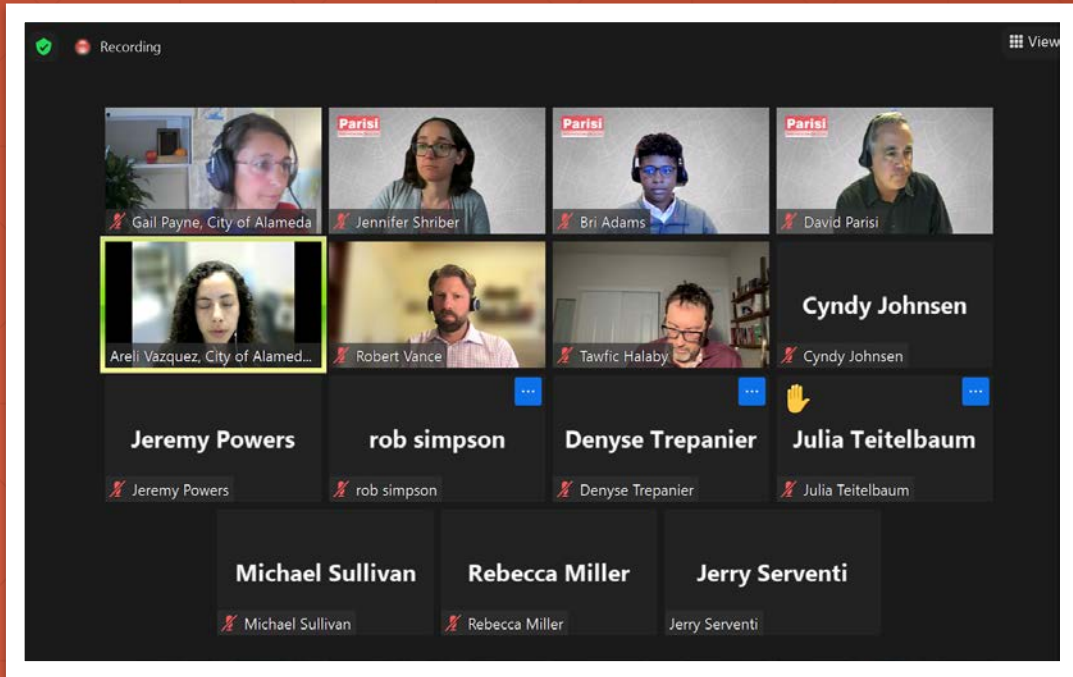 Recording
View
Parisi
Parisi
Parisi
Gail Payne, City of Alameda
Jennifer Shriber
Bri Adams
David Parisi
Areli Vazquez, City of Alamed...
Robert Vance
Tawfic Halaby
Cyndy Johnsen
Cyndy Johnsen
Jeremy Powers
rob simpson
Denyse Trepanier
Julia Teitelbaum
Jeremy Powers
rob simpson
Denyse Trepanier
Julia Teitelbaum
Michael Sullivan
Rebecca Miller
Jerry Serventi
Michael Sullivan
Rebecca Miller
Jerry Serventi